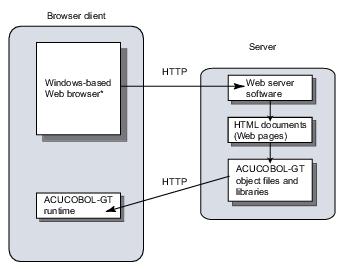 Browser client
Server
HTTP
Windows-based
Web browser*
Web server
software
HTML documents
(Web pages)
ACUCOBOL-GT
object files and
libraries
HTTP
ACUCOBOL-GT
runtime